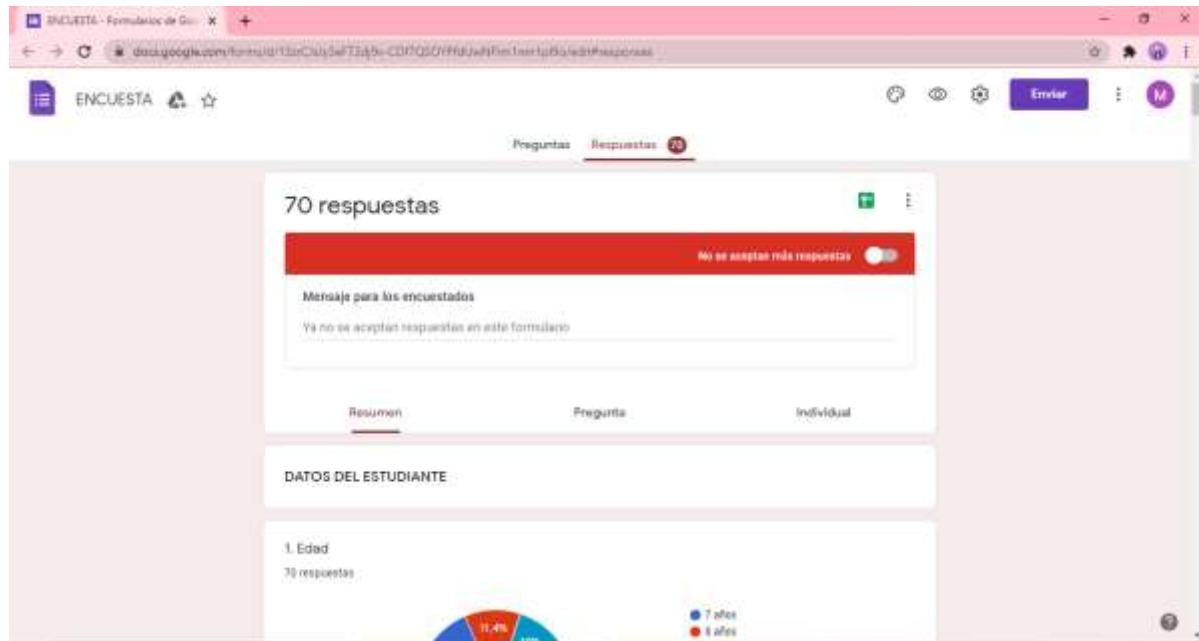 ENCUESTA - Formularios de Goo
ENCUESTA
Enviar
M
Preguntas
Respuestas 70
70 respuestas
No se aceptan más respuestas
Mensaje para los encuestados
Ya no se aceptan respuestas en este formulario
Resumen
Pregunta
Individual
DATOS DEL ESTUDIANTE
1. Edad
70 respuestas
11,4%
7 años
8 años